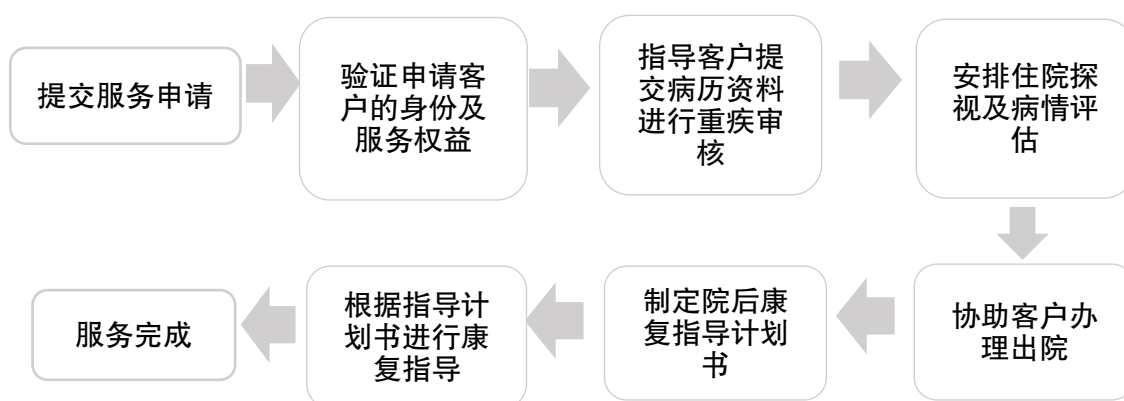 提交服务申请
验证申请客
户的身份及
服务权益
指导客户提
交病历资料
进行重疾审
核
安排住院探
视及病情评
估
协助客户办
理出院
制定院后康
复指导计划
书
根据指导计
划书进行康
复指导
服务完成